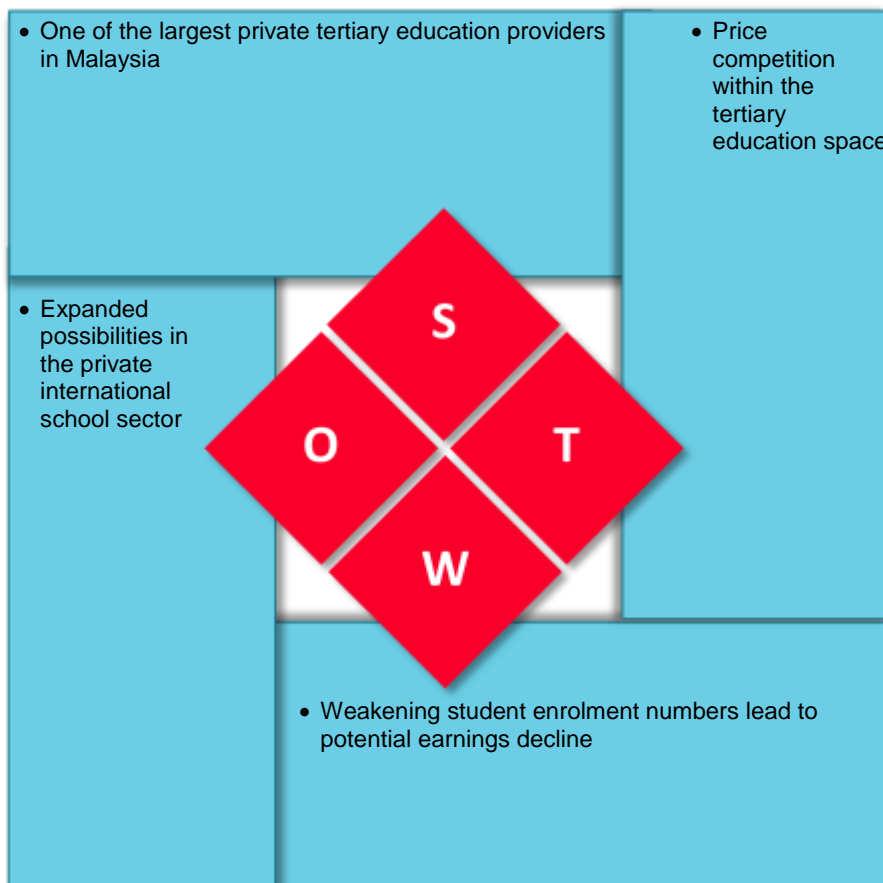 • One of the largest private tertiary education providers
in Malaysia
• Price
competition
within the
tertiary
education space
• Expanded
possibilities in
the private
international
school sector
S
O
T
W
• Weakening student enrolment numbers lead to
potential earnings decline